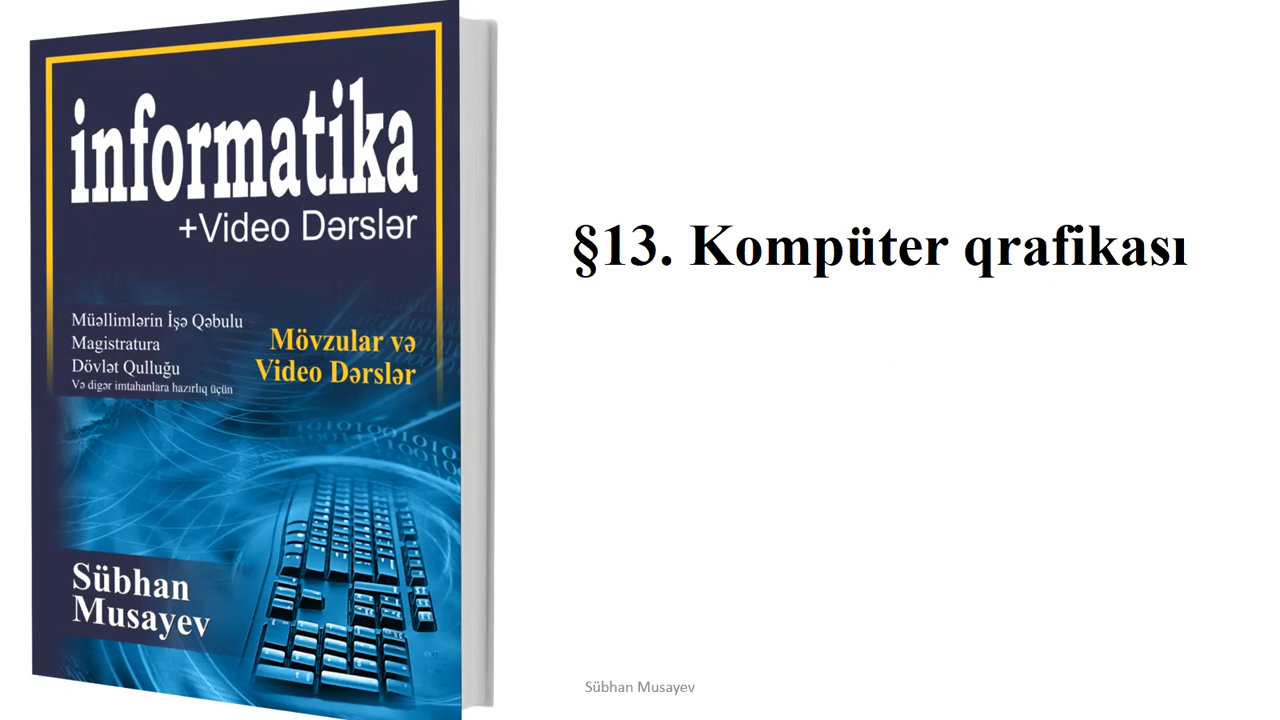 informatika
+Video Dərslər
Müəllimlərin İşə Qəbulu
Magistratura
Dövlət Qulluğu
Və digər imtahanlara hazırlıq üçün
Mövzular və
Video Dərslər
Sübhan
Musayev
§13. Kompüter qrafikası
Sübhan Musayev